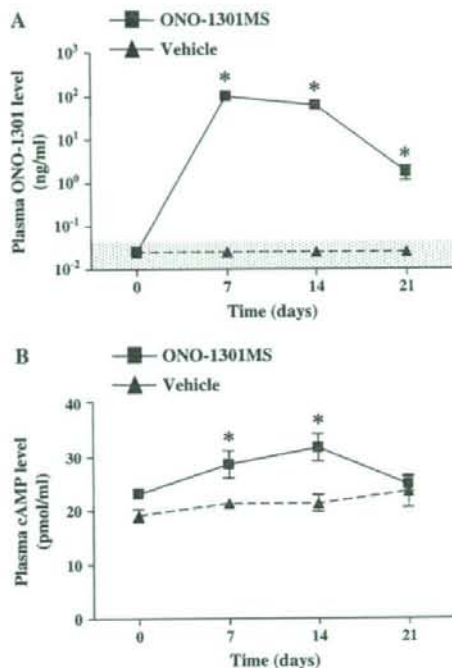 A
ONO-1301MS
Vehicle
Plasma ONO-1301 level
(ng/ml)
10³
10²
10¹
10⁰
10⁻¹
10⁻²
* * *
0 7 14 21
Time (days)
B
ONO-1301MS
Vehicle
Plasma cAMP level
(pmol/ml)
40
30
20
10
0
* *
0 7 14 21
Time (days)